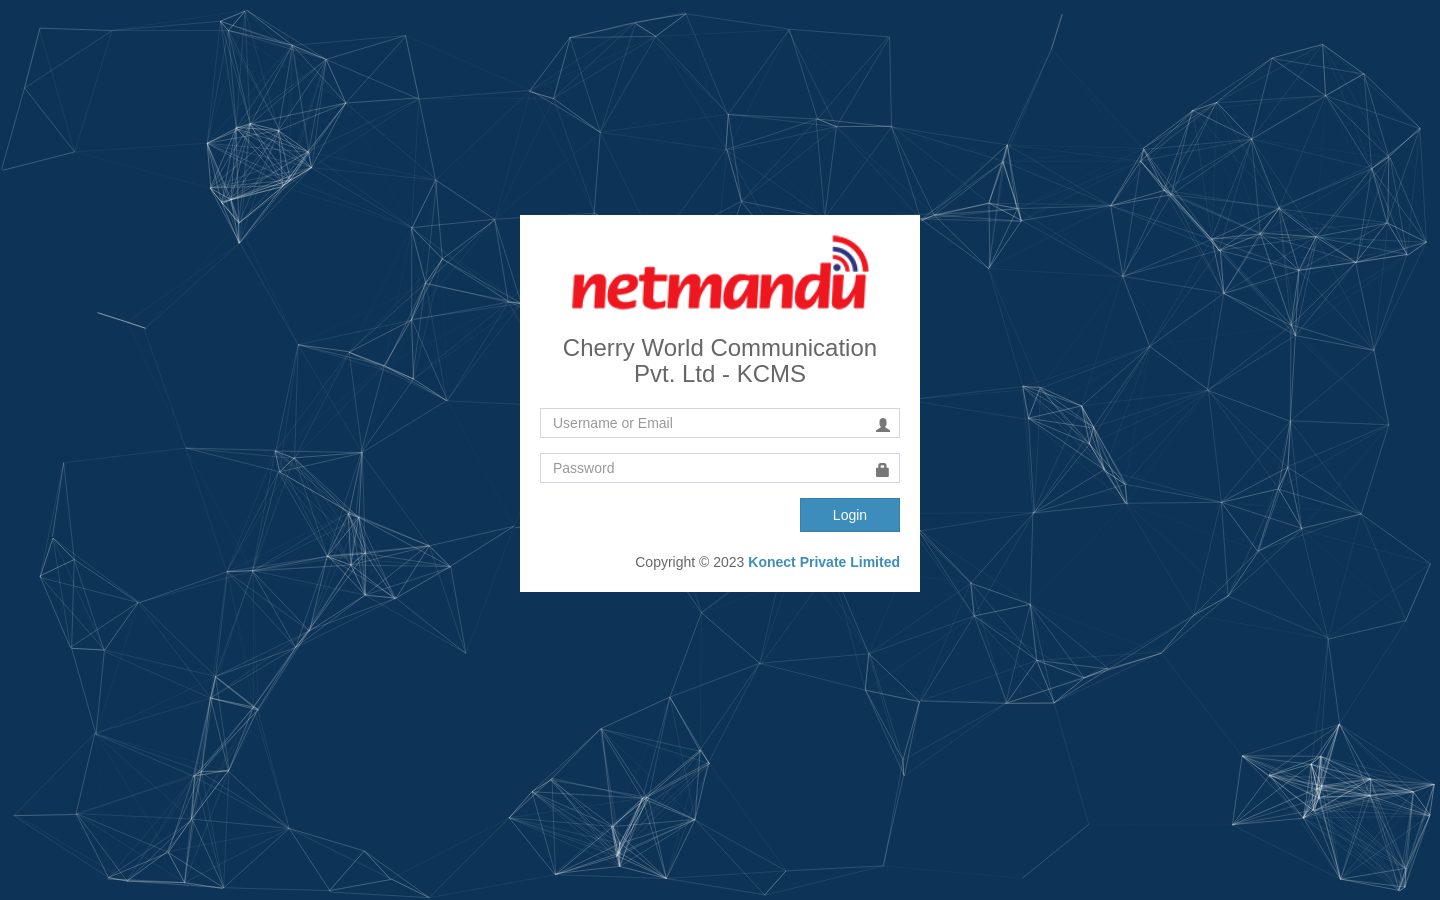 netmandu
Cherry World Communication
Pvt. Ltd - KCMS
Username or Email
Password
Login
Copyright © 2023 Konect Private Limited